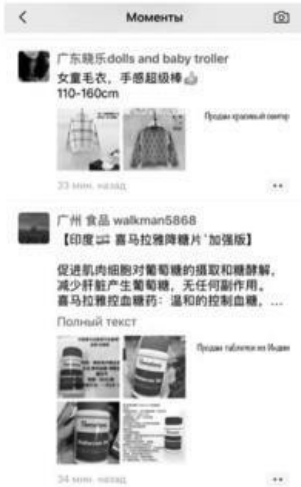 Моменты
广东晓乐dolls and baby troller
女童毛衣，手感超级棒👍
110-160cm
Продам красивый свитер
33 мин. назад
广州 食品 walkman5868
【印度 喜马拉雅降糖片'加强版】
促进肌肉细胞对葡萄糖的摄取和糖酵解，
减少肝脏产生葡萄糖，无任何副作用。
喜马拉雅控血糖药：温和的控制血糖，...
Полный текст
Продам таблетки из Индии
34 мин. назад